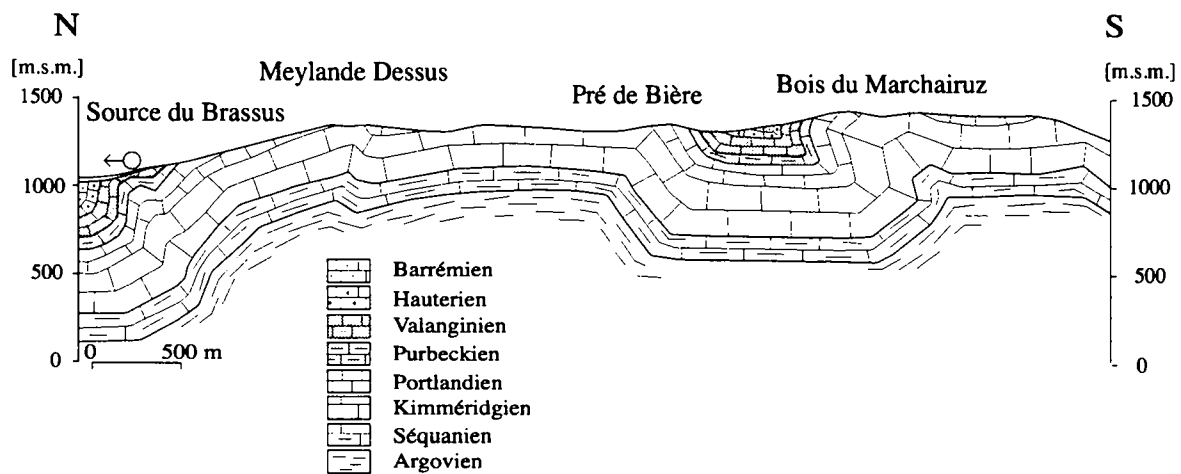 N
S
[m.s.m.]
[m.s.m.]
Meylande Dessus
Bois du Marchairuz
Pré de Bière
1500
1500
Source du Brassus
1000
1000
500
500
0
0
0 500 m
Barrémien
Hauterien
Valanginien
Purbeckien
Portlandien
Kimméridgien
Séquanien
Argovien